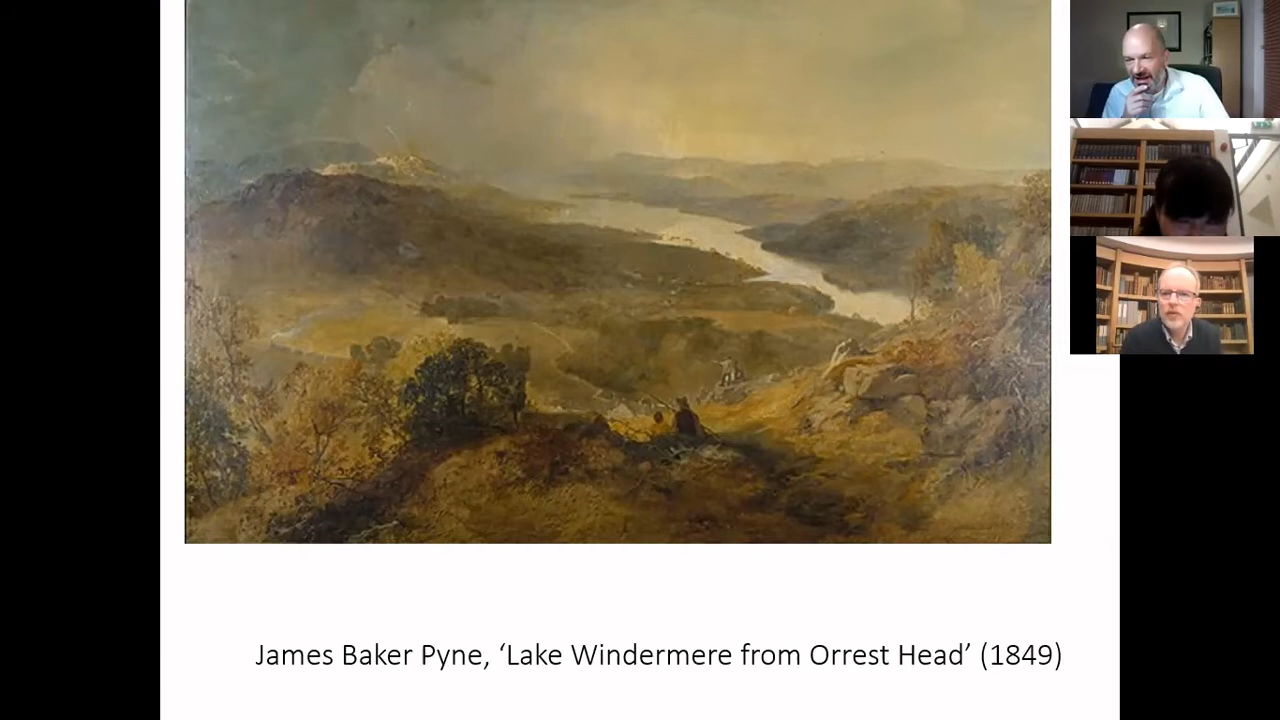 James Baker Pyne, ‘Lake Windermere from Orrest Head’ (1849)